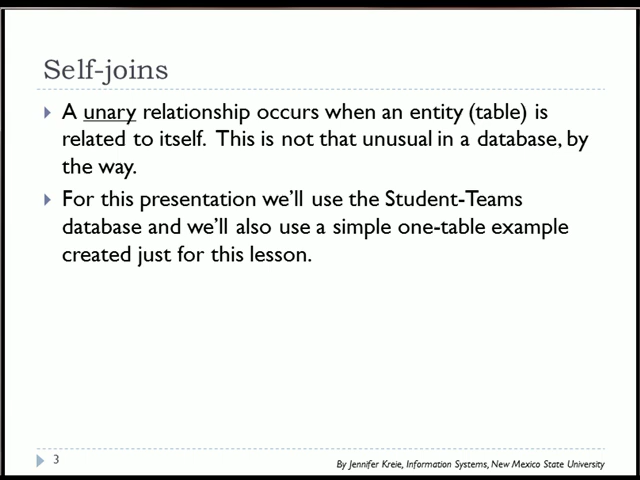 Self-joins
A unary relationship occurs when an entity (table) is
related to itself. This is not that unusual in a database, by
the way.
For this presentation we'll use the Student-Teams
database and we'll also use a simple one-table example
created just for this lesson.
3
By Jennifer Kreie, Information Systems, New Mexico State University